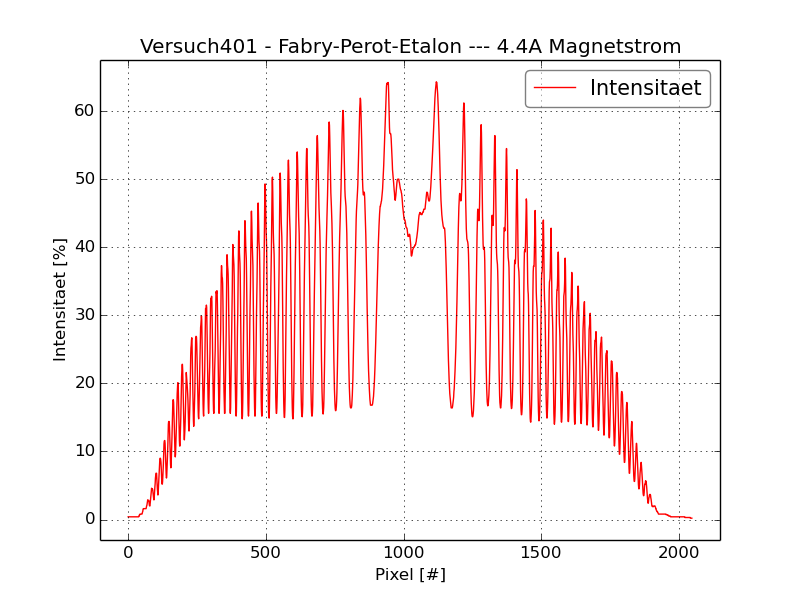 Versuch401 - Fabry-Perot-Etalon --- 4.4A Magnetstrom
Intensitaet
Intensitaet [%]
60
50
40
30
20
10
0
0 500 1000 1500 2000
Pixel [#]